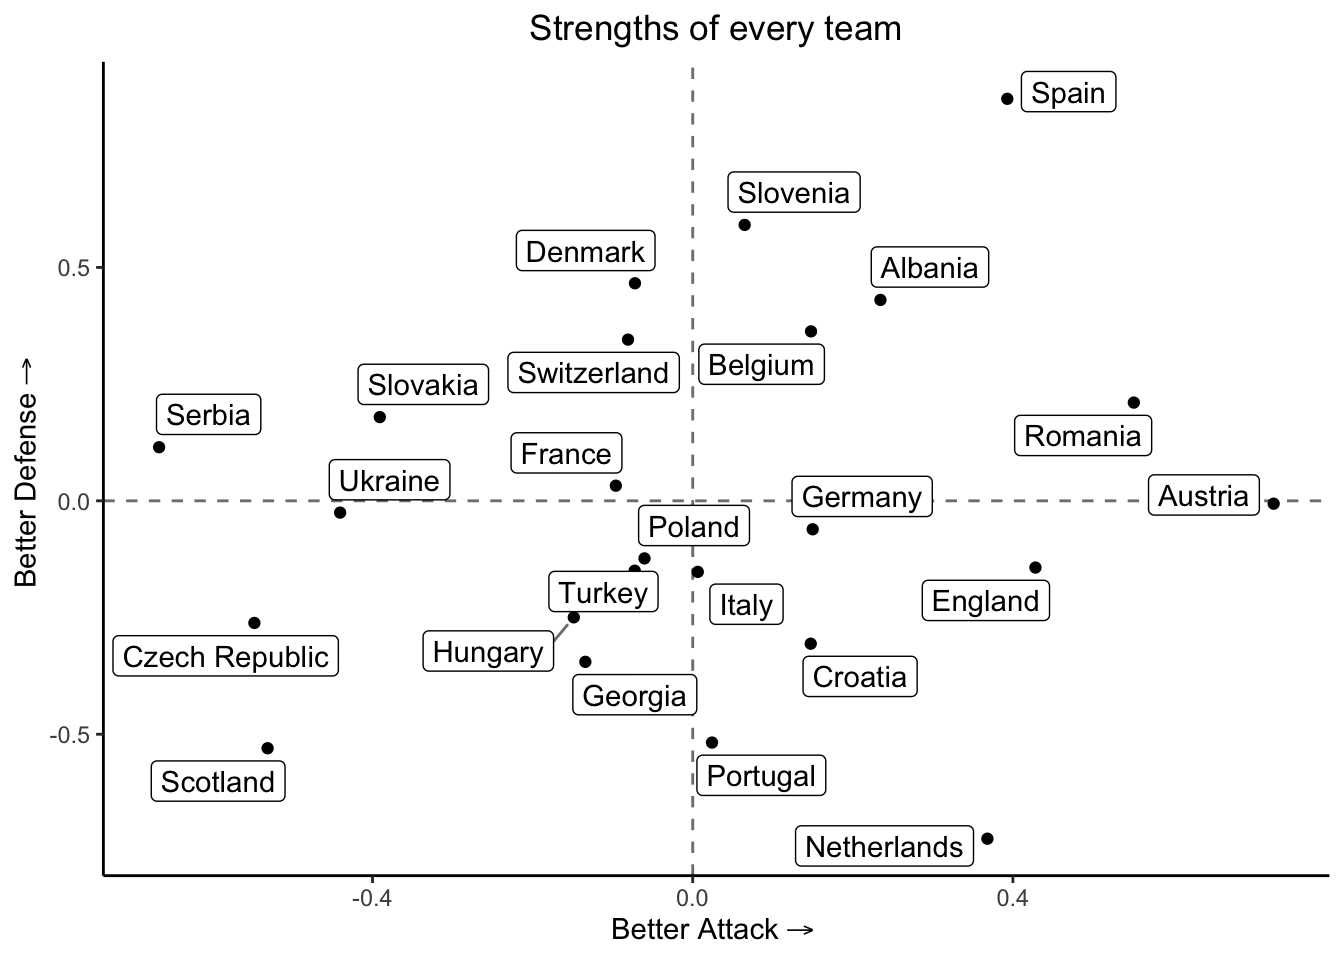 Strengths of every team
Spain
Slovenia
Denmark
Albania
0.5
Belgium
Switzerland
Slovakia
Serbia
Romania
France
Ukraine
Germany
Austria
0.0
Poland
Turkey
Italy
England
Hungary
Czech Republic
Croatia
Georgia
-0.5
Portugal
Scotland
Netherlands
-0.4
0.0
0.4
Better Attack →
Better Defense →